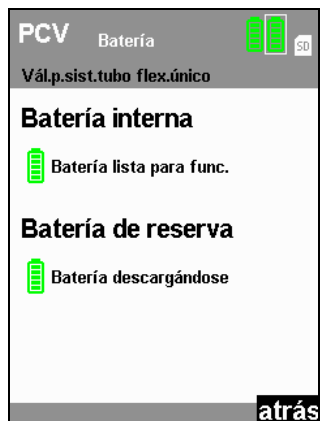 PCV Batería SD
Vál.p.sist.tubo flex.único
Batería interna
Batería lista para func.
Batería de reserva
Batería descargándose
atrás